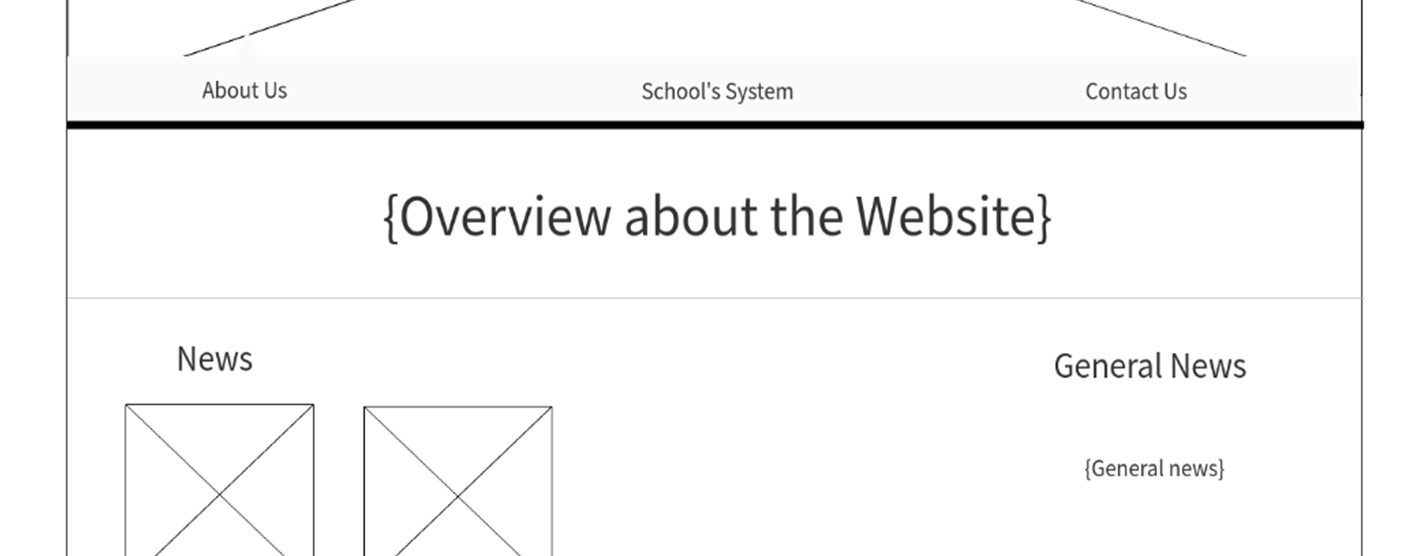 About Us
School's System
Contact Us
{Overview about the Website}
News
General News
{General news}